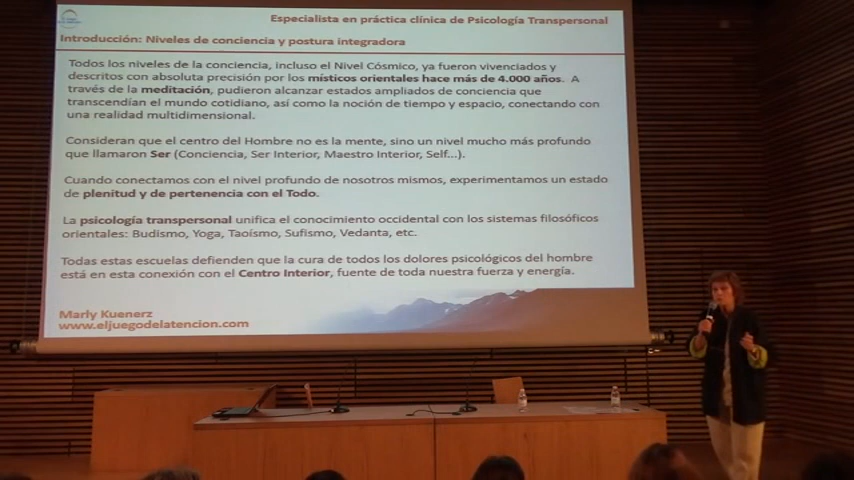 Especialista en práctica clínica de Psicología Transpersonal
Introducción: Niveles de conciencia y postura integradora
Todos los niveles de la conciencia, incluso el Nivel Cósmico, ya fueron vivenciados y
descritos con absoluta precisión por los místicos orientales hace más de 4.000 años. A
través de la meditación, pudieron alcanzar estados ampliados de conciencia que
transcendían el mundo cotidiano, así como la noción de tiempo y espacio, conectando con
una realidad multidimensional.
Consideran que el centro del Hombre no es la mente, sino un nivel mucho más profundo
que llamaron Ser (Conciencia, Ser Interior, Maestro Interior, Self...).
Cuando conectamos con el nivel profundo de nosotros mismos, experimentamos un estado
de plenitud y de pertenencia con el Todo.
La psicología transpersonal unifica el conocimiento occidental con los sistemas filosóficos
orientales: Budismo, Yoga, Taoísmo, Sufismo, Vedanta, etc.
Todas estas escuelas defienden que la cura de todos los dolores psicológicos del hombre
está en esta conexión con el Centro Interior, fuente de toda nuestra fuerza y energía.
Marly Kuenerz
www.eljuegodelatencion.com